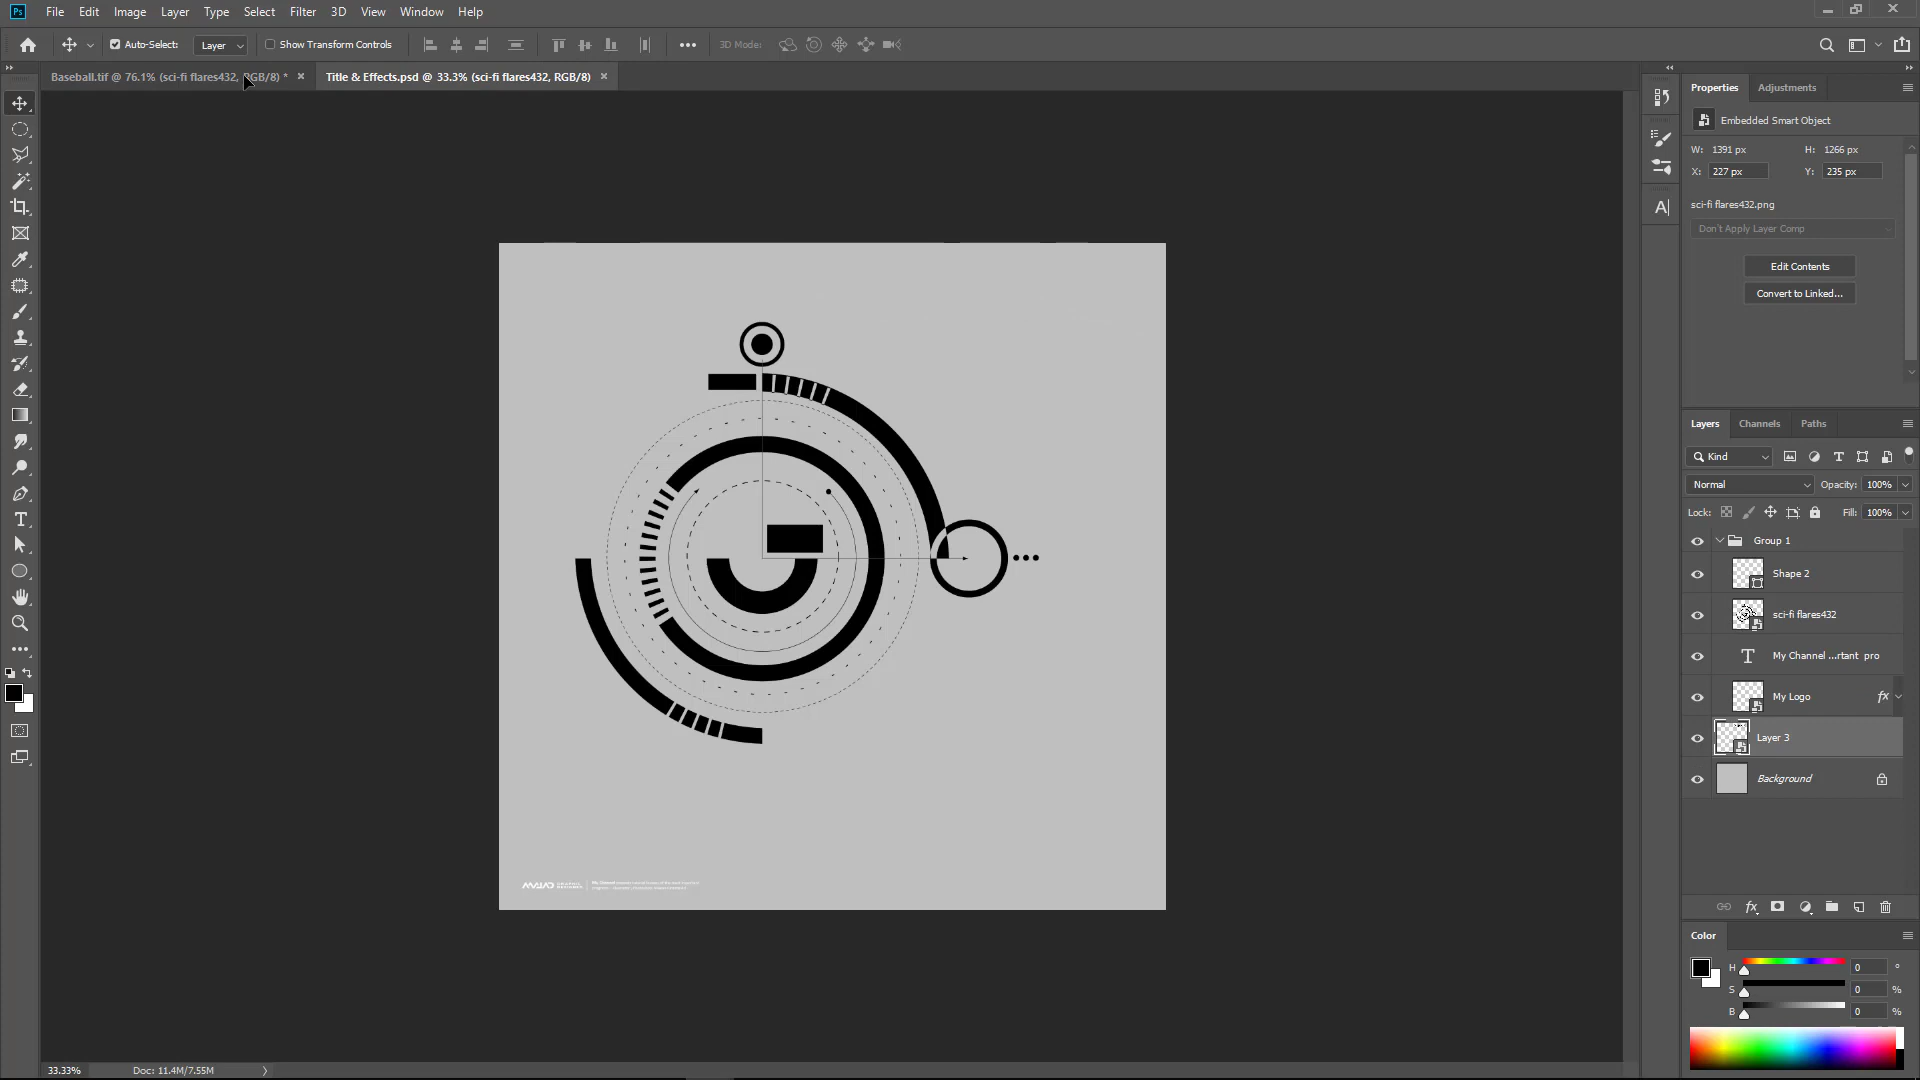 Ps File Edit Image Layer Type Select Filter 3D View Window Help
Auto-Select: Layer Show Transform Controls 3D Mode:
Baseball.tif @ 76.1% (sci-fi flares432, RGB/8) * Title & Effects.psd @ 33.3% (sci-fi flares432, RGB/8)
Properties Adjustments
Embedded Smart Object
W: 1391 px H: 1266 px
X: 227 px Y: 235 px
sci-fi flares432.png
Don't Apply Layer Comp
Edit Contents
Convert to Linked...
Layers Channels Paths
Kind
Normal Opacity: 100%
Lock: Fill: 100%
Group 1
Shape 2
sci-fi flares432
My Channel ...rtant pro
My Logo fx
Layer 3
Background
fx
Color
H 0 °
S 0 %
B 0 %
GRAPHIC
DESIGNER
33.33% Doc: 11.4M/7.55M